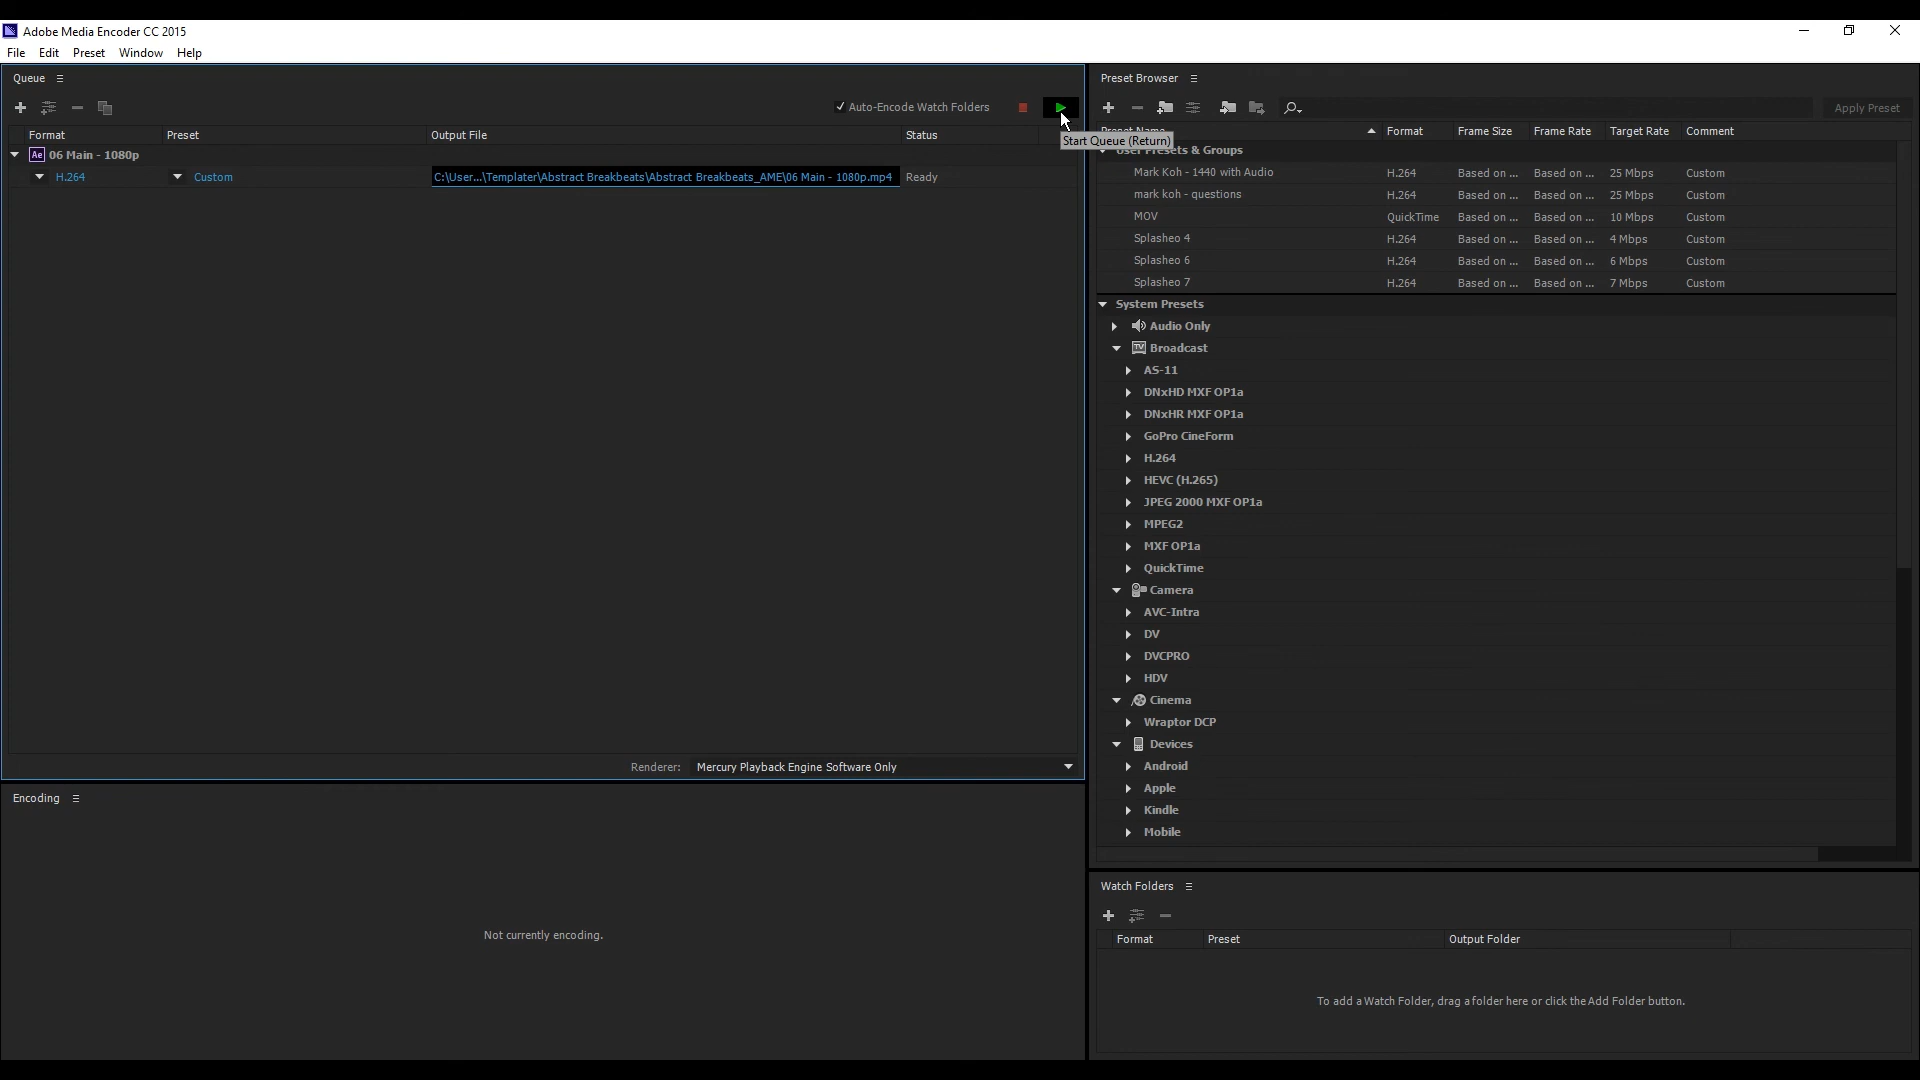 Adobe Media Encoder CC 2015
File Edit Preset Window Help
Queue
Auto-Encode Watch Folders
Format Preset Output File Status
Ae 06 Main - 1080p
H.264 Custom C:\User...\Templater\Abstract Breakbeats\Abstract Breakbeats_AME\06 Main - 1080p.mp4 Ready
Renderer: Mercury Playback Engine Software Only
Encoding
Not currently encoding.
Preset Browser
Apply Preset
Preset Name Format Frame Size Frame Rate Target Rate Comment
Start Queue (Return)
User Presets & Groups
Mark Koh - 1440 with Audio H.264 Based on ... Based on ... 25 Mbps Custom
mark koh - questions H.264 Based on ... Based on ... 25 Mbps Custom
MOV QuickTime Based on ... Based on ... 10 Mbps Custom
Splasheo 4 H.264 Based on ... Based on ... 4 Mbps Custom
Splasheo 6 H.264 Based on ... Based on ... 6 Mbps Custom
Splasheo 7 H.264 Based on ... Based on ... 7 Mbps Custom
System Presets
Audio Only
TV Broadcast
AS-11
DNxHD MXF OP1a
DNxHR MXF OP1a
GoPro CineForm
H.264
HEVC (H.265)
JPEG 2000 MXF OP1a
MPEG2
MXF OP1a
QuickTime
Camera
AVC-Intra
DV
DVCPRO
HDV
Cinema
Wraptor DCP
Devices
Android
Apple
Kindle
Mobile
Watch Folders
Format Preset Output Folder
To add a Watch Folder, drag a folder here or click the Add Folder button.